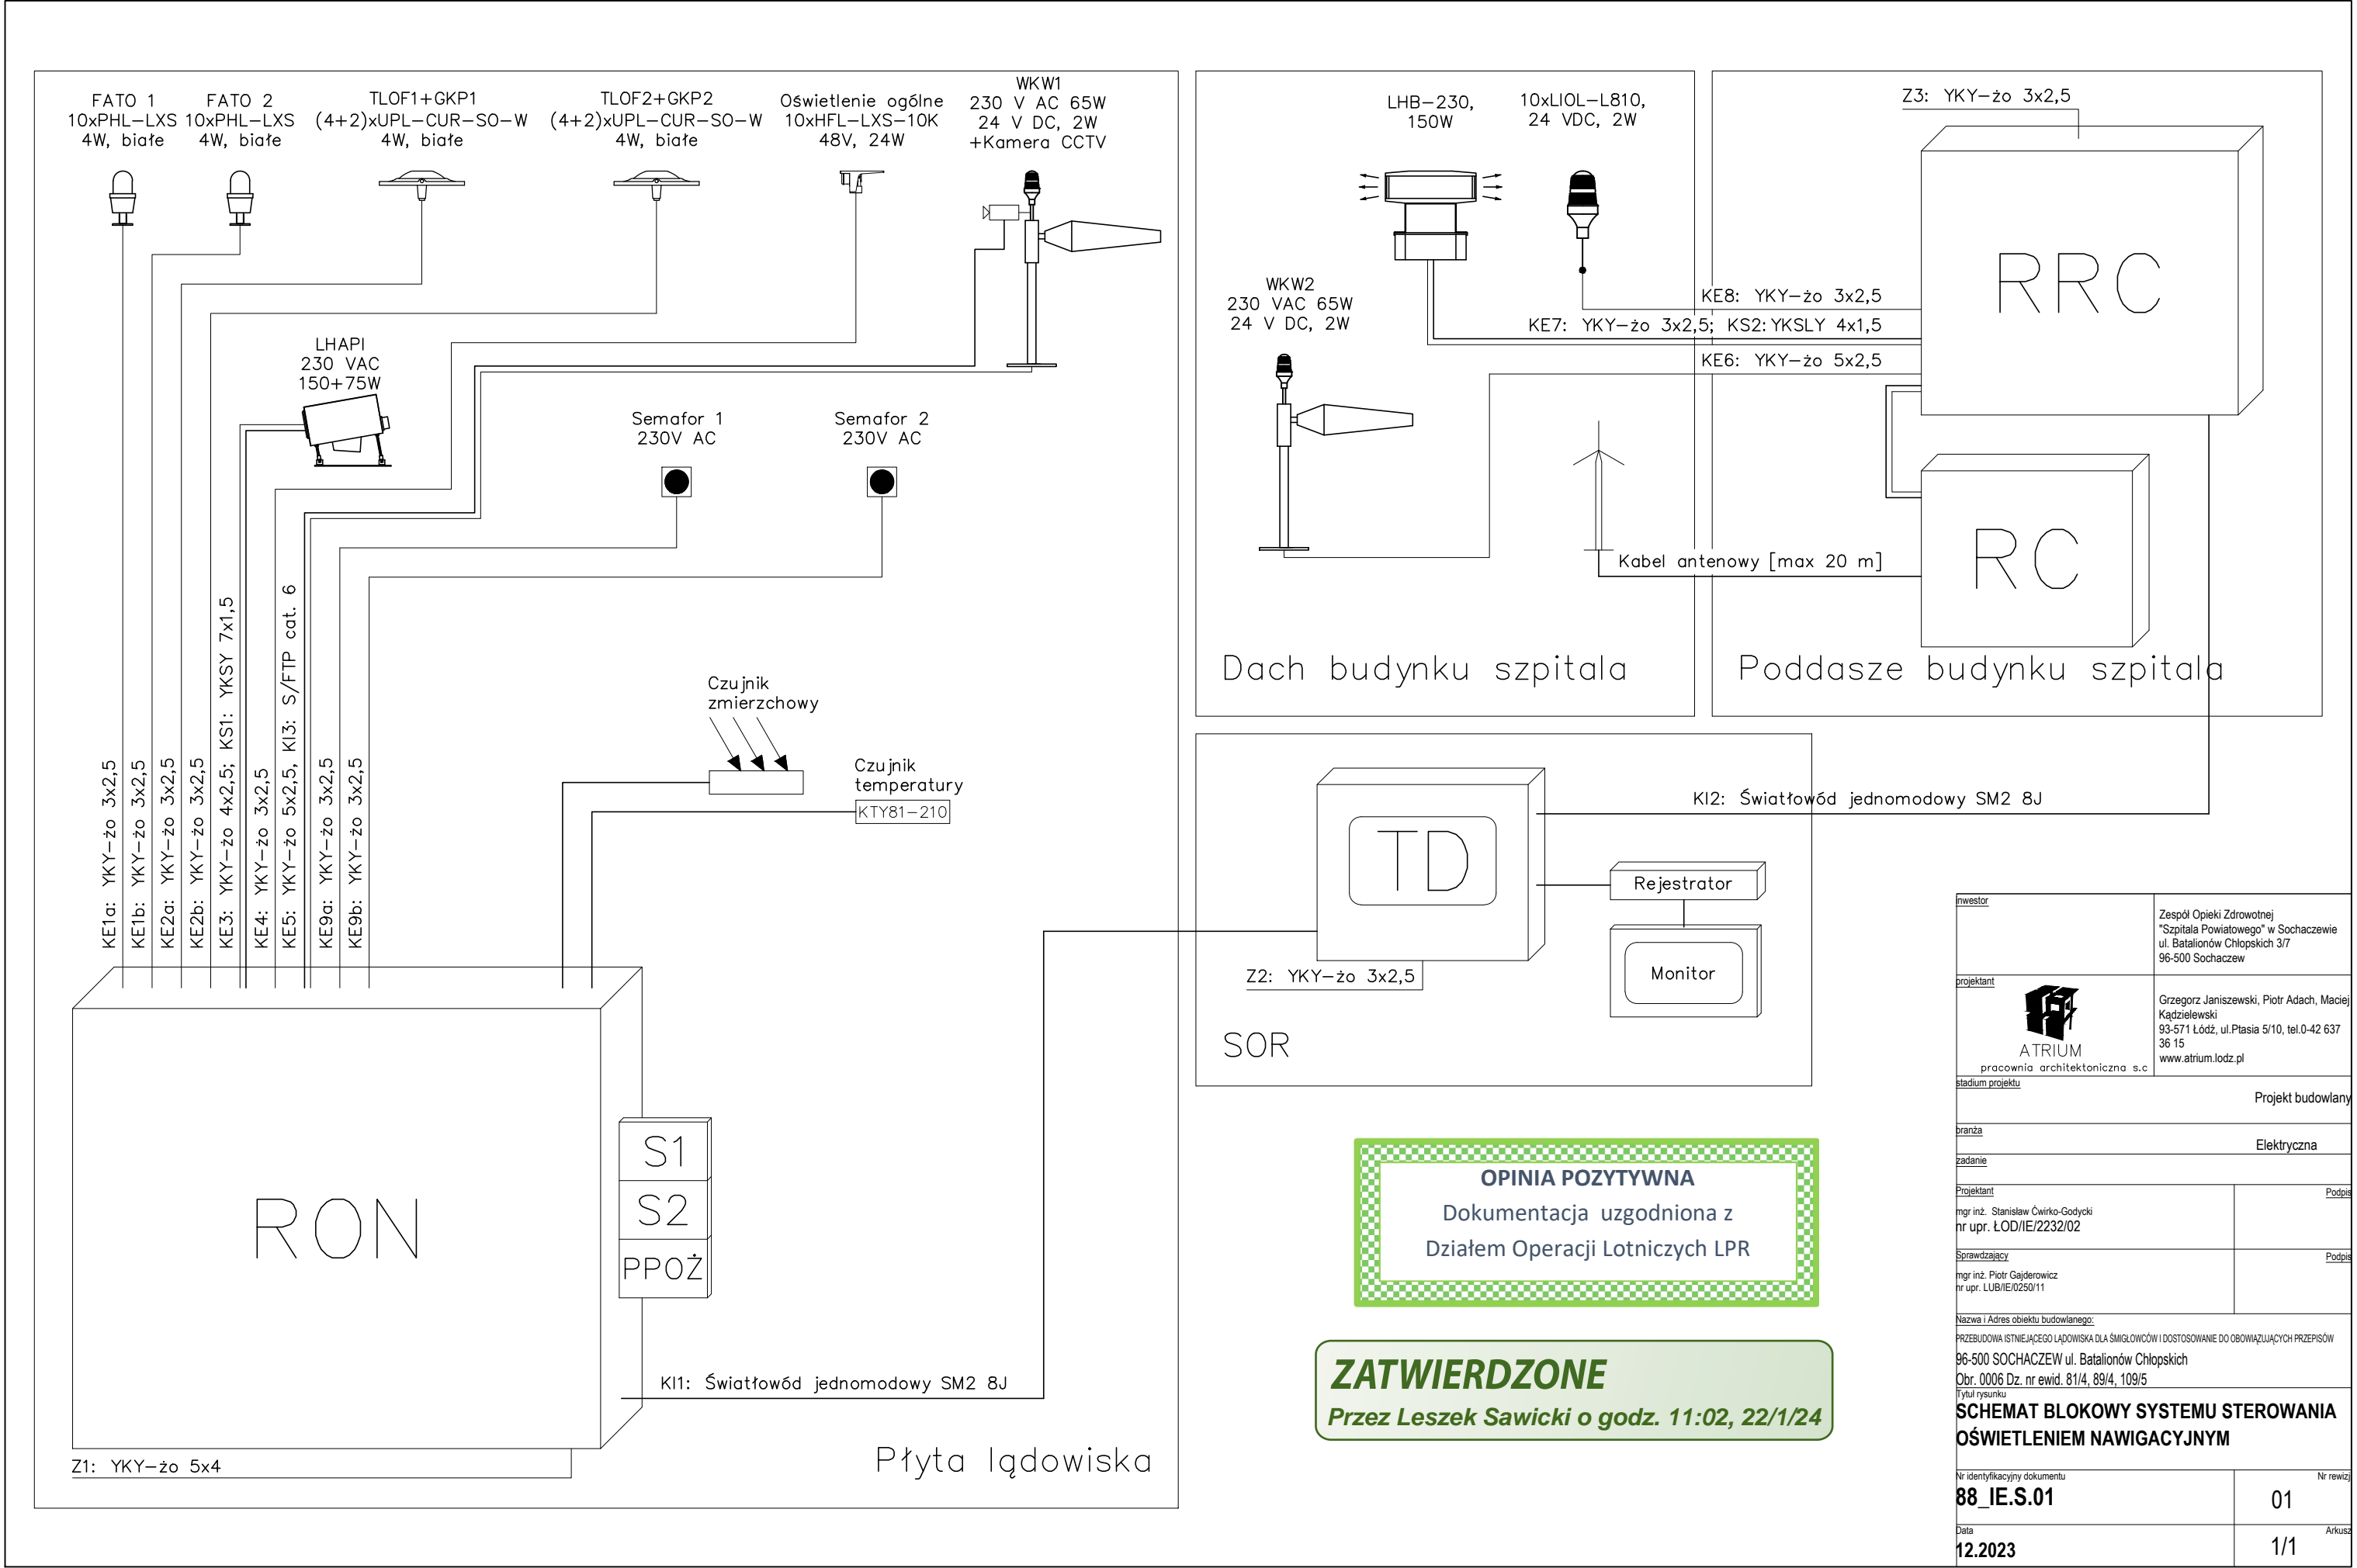 FATO 1
10xPHL-LXS
4W, białe
FATO 2
10xPHL-LXS
4W, białe
TLOF1+GKP1
(4+2)xUPL-CUR-SO-W
4W, białe
TLOF2+GKP2
(4+2)xUPL-CUR-SO-W
4W, białe
Oświetlenie ogólne
10xHFL-LXS-10K
48V, 24W
WKW1
230 V AC 65W
24 V DC, 2W
+Kamera CCTV
LHAPI
230 VAC
150+75W
Semafor 1
230V AC
Semafor 2
230V AC
KE1a: YKY-żo 3x2,5
KE1b: YKY-żo 3x2,5
KE2a: YKY-żo 3x2,5
KE2b: YKY-żo 3x2,5
KE3: YKY-żo 4x2,5; KS1: YKSY 7x1,5
KE4: YKY-żo 3x2,5
KE5: YKY-żo 5x2,5, KI3: S/FTP cat. 6
KE9a: YKY-żo 3x2,5
KE9b: YKY-żo 3x2,5
Czujnik
zmierzchowy
Czujnik
temperatury
KTY81-210
RON
S1
S2
PPOŻ
KI1: Światłowód jednomodowy SM2 8J
Z1: YKY-żo 5x4
Płyta lądowiska
LHB-230,
150W
10xLIOL-L810,
24 VDC, 2W
WKW2
230 VAC 65W
24 V DC, 2W
KE8: YKY-żo 3x2,5
KE7: YKY-żo 3x2,5; KS2: YKSLY 4x1,5
KE6: YKY-żo 5x2,5
Kabel antenowy [max 20 m]
Dach budynku szpitala
Z3: YKY-żo 3x2,5
RRC
RC
Poddasze budynku szpitala
KI2: Światłowód jednomodowy SM2 8J
TD
Rejestrator
Monitor
Z2: YKY-żo 3x2,5
SOR
OPINIA POZYTYWNA
Dokumentacja uzgodniona z
Działem Operacji Lotniczych LPR
ZATWIERDZONE
Przez Leszek Sawicki o godz. 11:02, 22/1/24
inwestor
Zespół Opieki Zdrowotnej
"Szpitala Powiatowego" w Sochaczewie
ul. Batalionów Chłopskich 3/7
96-500 Sochaczew
projektant
ATRIUM
pracownia architektoniczna s.c
Grzegorz Janiszewski, Piotr Adach, Maciej
Kądzielewski
93-571 Łódź, ul.Ptasia 5/10, tel.0-42 637
36 15
www.atrium.lodz.pl
stadium projektu
Projekt budowlany
branża
Elektryczna
zadanie
Projektant
Podpis
mgr inż. Stanisław Ćwirko-Godycki
nr upr. ŁOD/IE/2232/02
Sprawdzający
Podpis
mgr inż. Piotr Gajderowicz
nr upr. LUB/IE/0250/11
Nazwa i Adres obiektu budowlanego:
PRZEBUDOWA ISTNIEJĄCEGO LĄDOWISKA DLA ŚMIGŁOWCÓW I DOSTOSOWANIE DO OBOWIĄZUJĄCYCH PRZEPISÓW
96-500 SOCHACZEW ul. Batalionów Chłopskich
Obr. 0006 Dz. nr ewid. 81/4, 89/4, 109/5
Tytuł rysunku
SCHEMAT BLOKOWY SYSTEMU STEROWANIA
OŚWIETLENIEM NAWIGACYJNYM
Nr identyfikacyjny dokumentu
Nr rewizj
88_IE.S.01
01
Data
Arkusz
12.2023
1/1